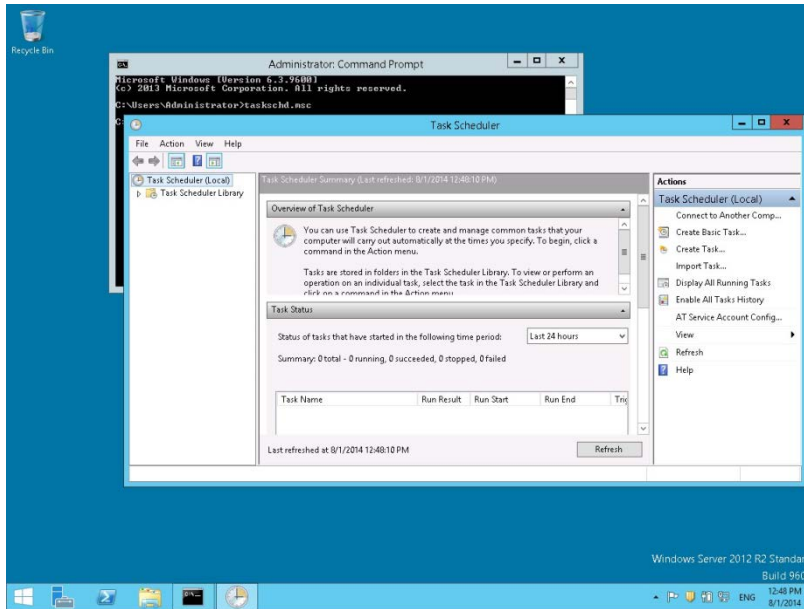 Recycle Bin
Administrator: Command Prompt
Microsoft Windows [Version 6.3.9600]
(c) 2013 Microsoft Corporation. All rights reserved.
C:\Users\Administrator>taskschd.msc
C:
Task Scheduler
File Action View Help
Task Scheduler (Local)
Task Scheduler Library
Task Scheduler Summary (Last refreshed: 8/1/2014 12:48:10 PM)
Overview of Task Scheduler
You can use Task Scheduler to create and manage common tasks that your
computer will carry out automatically at the times you specify. To begin, click a
command in the Action menu.
Tasks are stored in folders in the Task Scheduler Library. To view or perform an
operation on an individual task, select the task in the Task Scheduler Library and
click on a command in the Action menu.
Task Status
Status of tasks that have started in the following time period: Last 24 hours
Summary: 0 total - 0 running, 0 succeeded, 0 stopped, 0 failed
Task Name Run Result Run Start Run End Trig
Last refreshed at 8/1/2014 12:48:10 PM Refresh
Actions
Task Scheduler (Local)
Connect to Another Comp...
Create Basic Task...
Create Task...
Import Task...
Display All Running Tasks
Enable All Tasks History
AT Service Account Config...
View
Refresh
Help
Windows Server 2012 R2 Standar
Build 960
ENG 12:48 PM
8/1/2014